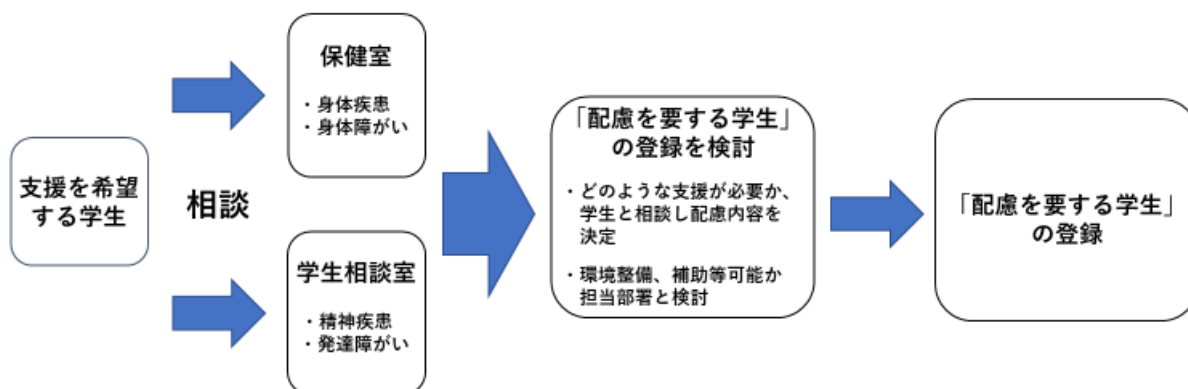 支援を希望
する学生
相談
保健室
・身体疾患
・身体障がい
学生相談室
・精神疾患
・発達障がい
「配慮を要する学生」
の登録を検討
・どのような支援が必要か、
学生と相談し配慮内容を
決定
・環境整備、補助等可能か
担当部署と検討
「配慮を要する学生」
の登録